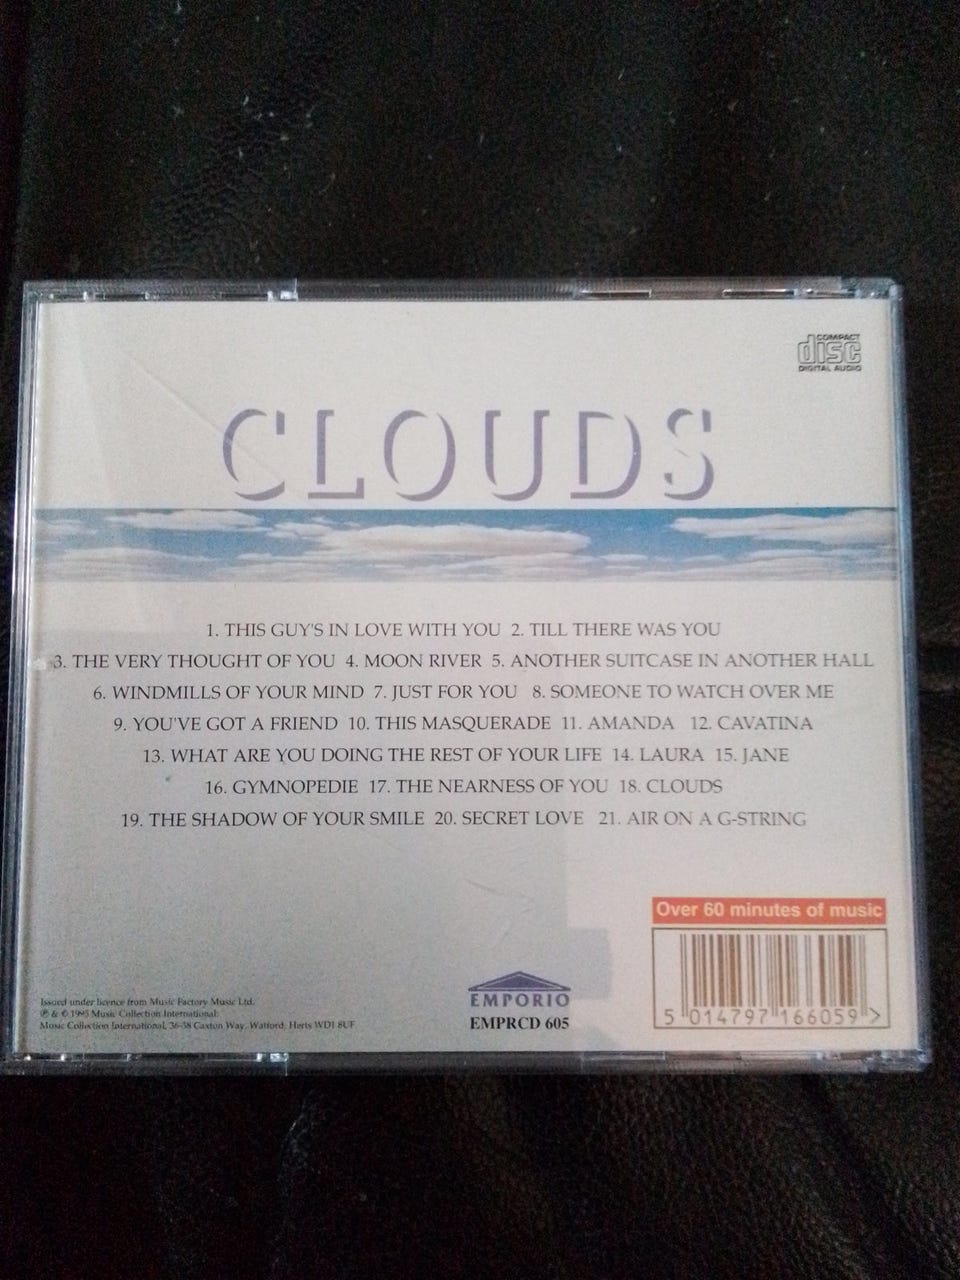 COMPACT
disc
DIGITAL AUDIO
CLOUDS
1. THIS GUY'S IN LOVE WITH YOU 2. TILL THERE WAS YOU
3. THE VERY THOUGHT OF YOU 4. MOON RIVER 5. ANOTHER SUITCASE IN ANOTHER HALL
6. WINDMILLS OF YOUR MIND 7. JUST FOR YOU 8. SOMEONE TO WATCH OVER ME
9. YOU'VE GOT A FRIEND 10. THIS MASQUERADE 11. AMANDA 12. CAVATINA
13. WHAT ARE YOU DOING THE REST OF YOUR LIFE 14. LAURA 15. JANE
16. GYMNOPEDIE 17. THE NEARNESS OF YOU 18. CLOUDS
19. THE SHADOW OF YOUR SMILE 20. SECRET LOVE 21. AIR ON A G-STRING
Over 60 minutes of music
Issued under licence from Music Factory Music Ltd.
℗ & © 1995 Music Collection International.
Music Collection International, 36-38 Caxton Way, Watford, Herts WD1 8UF
EMPORIO
EMPRCD 605
5 014797 166059 >